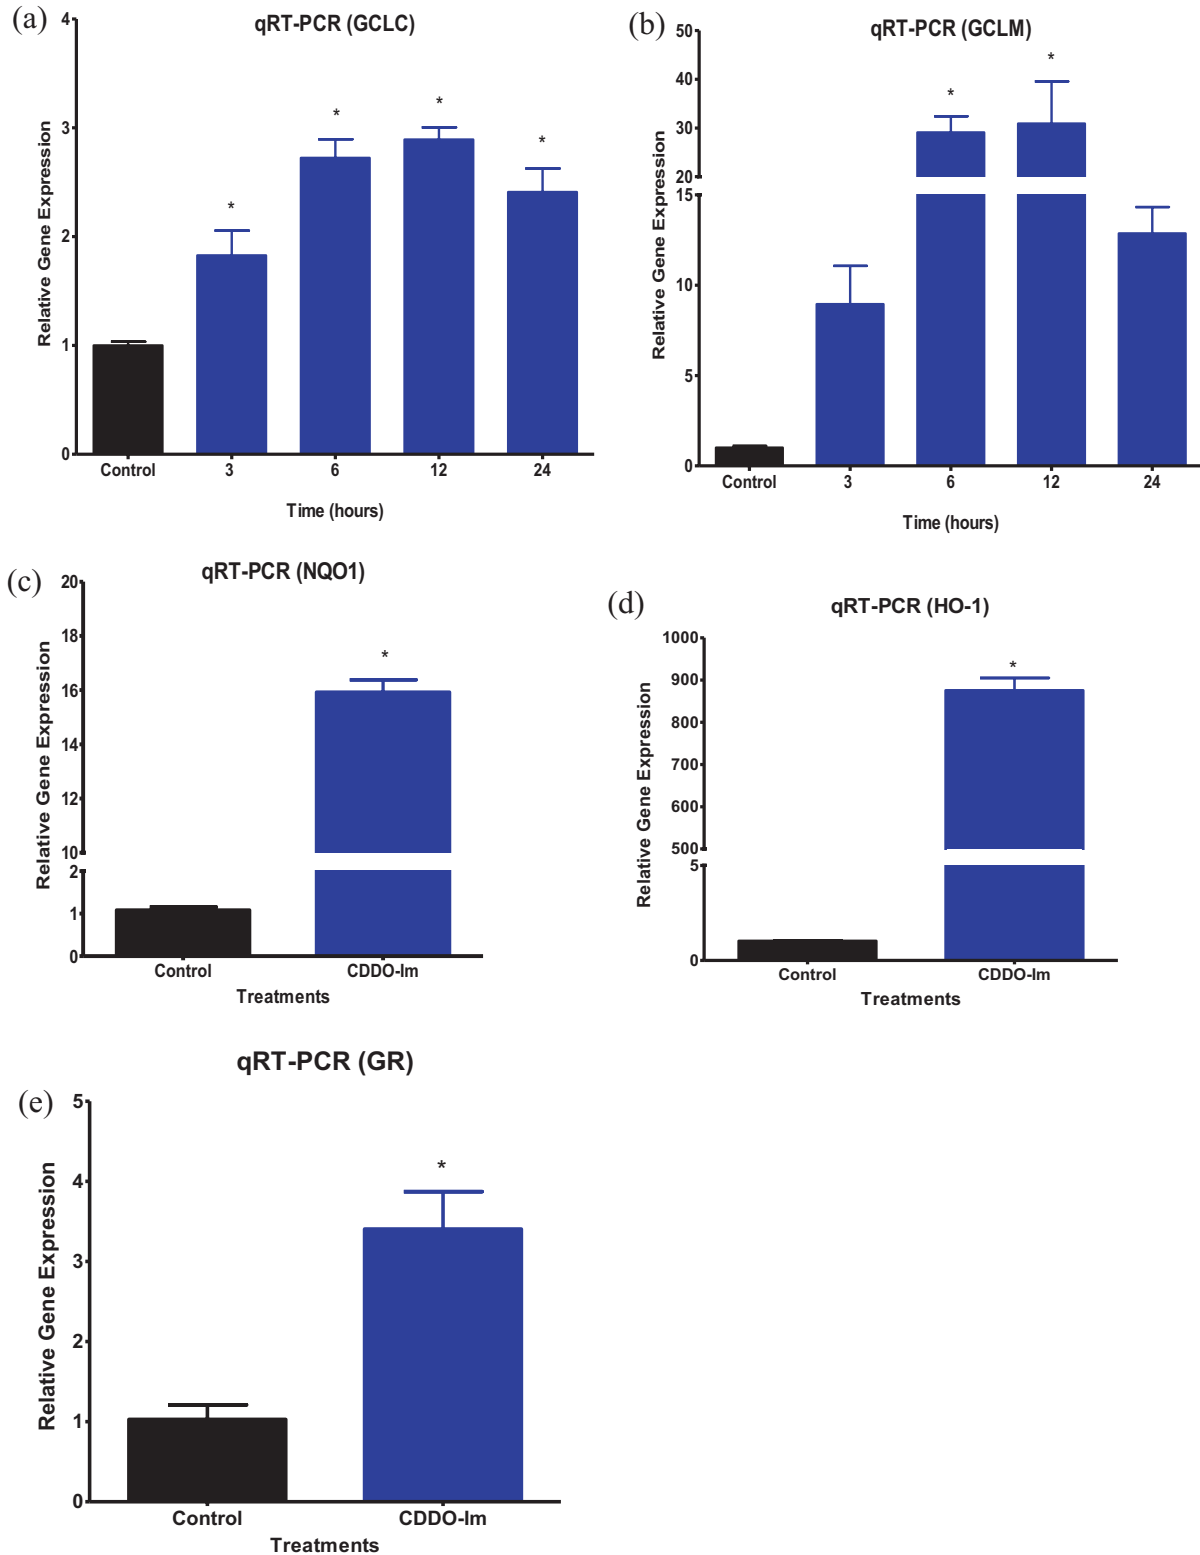 (a)
qRT-PCR (GCLC)
Relative Gene Expression
4
3
2
1
0
*
*
*
*
Control 3 6 12 24
Time (hours)
(b)
qRT-PCR (GCLM)
Relative Gene Expression
50
40
30
20
15
10
5
0
*
*
Control 3 6 12 24
Time (hours)
(c)
qRT-PCR (NQO1)
Relative Gene Expression
20
18
16
14
12
10
2
1
0
*
Control CDDO-Im
Treatments
(d)
qRT-PCR (HO-1)
Relative Gene Expression
1000
900
800
700
600
500
5
0
*
Control CDDO-Im
Treatments
(e)
qRT-PCR (GR)
Relative Gene Expression
5
4
3
2
1
0
*
Control CDDO-Im
Treatments